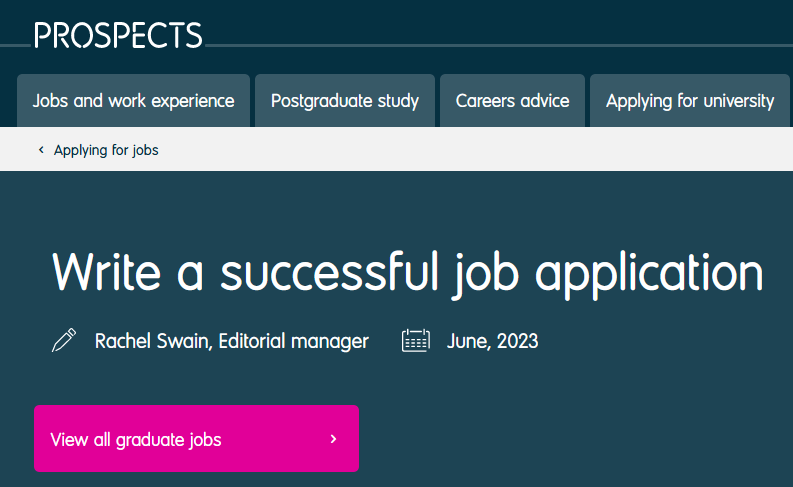 PROSPECTS
Jobs and work experience
Postgraduate study
Careers advice
Applying for university
Applying for jobs
Write a successful job application
Rachel Swain, Editorial manager
June, 2023
View all graduate jobs